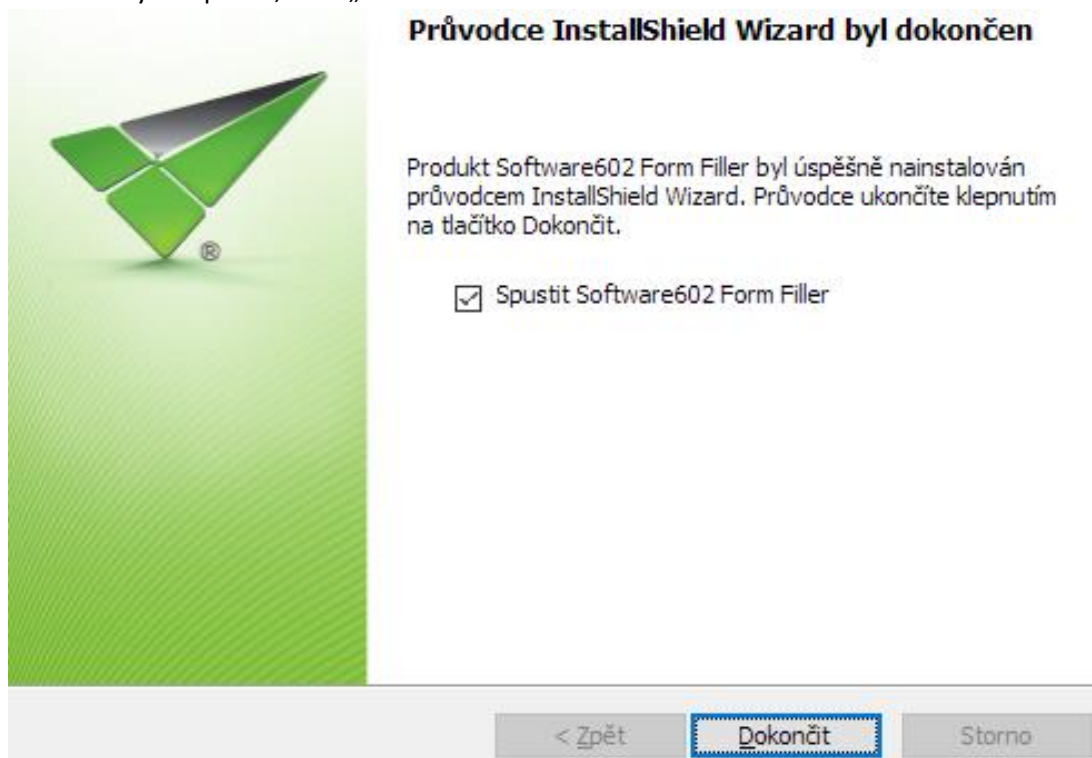 Průvodce InstallShield Wizard byl dokončen
Produkt Software602 Form Filler byl úspěšně nainstalován
průvodcem InstallShield Wizard. Průvodce ukončíte klepnutím
na tlačítko Dokončit.
Spustit Software602 Form Filler
®
< Zpět
Dokončit
Storno